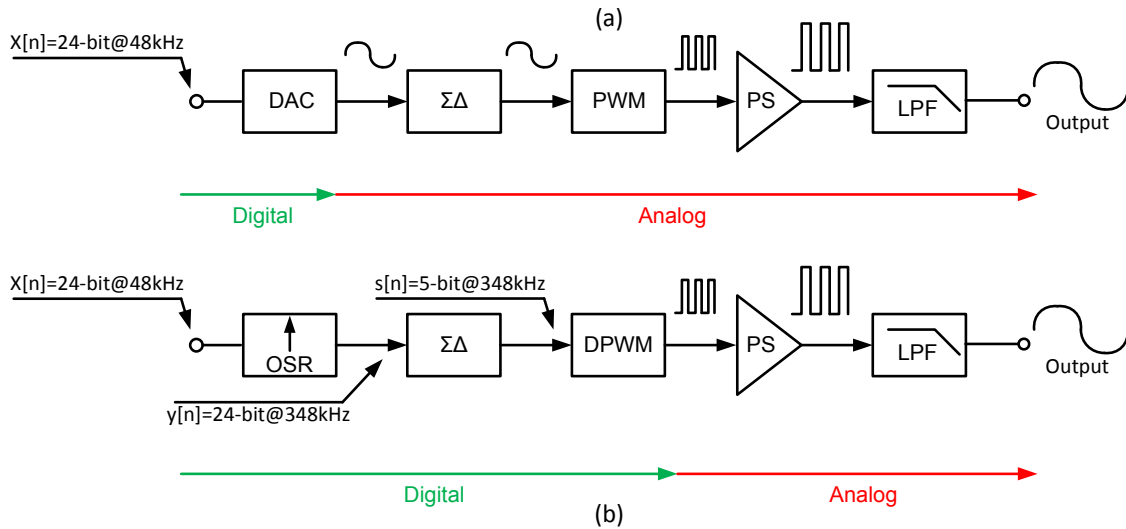 (a)
X[n]=24-bit@48kHz
DAC
ΣΔ
PWM
PS
LPF
Output
Digital
Analog
X[n]=24-bit@48kHz
s[n]=5-bit@348kHz
OSR
ΣΔ
DPWM
PS
LPF
Output
y[n]=24-bit@348kHz
Digital
Analog
(b)